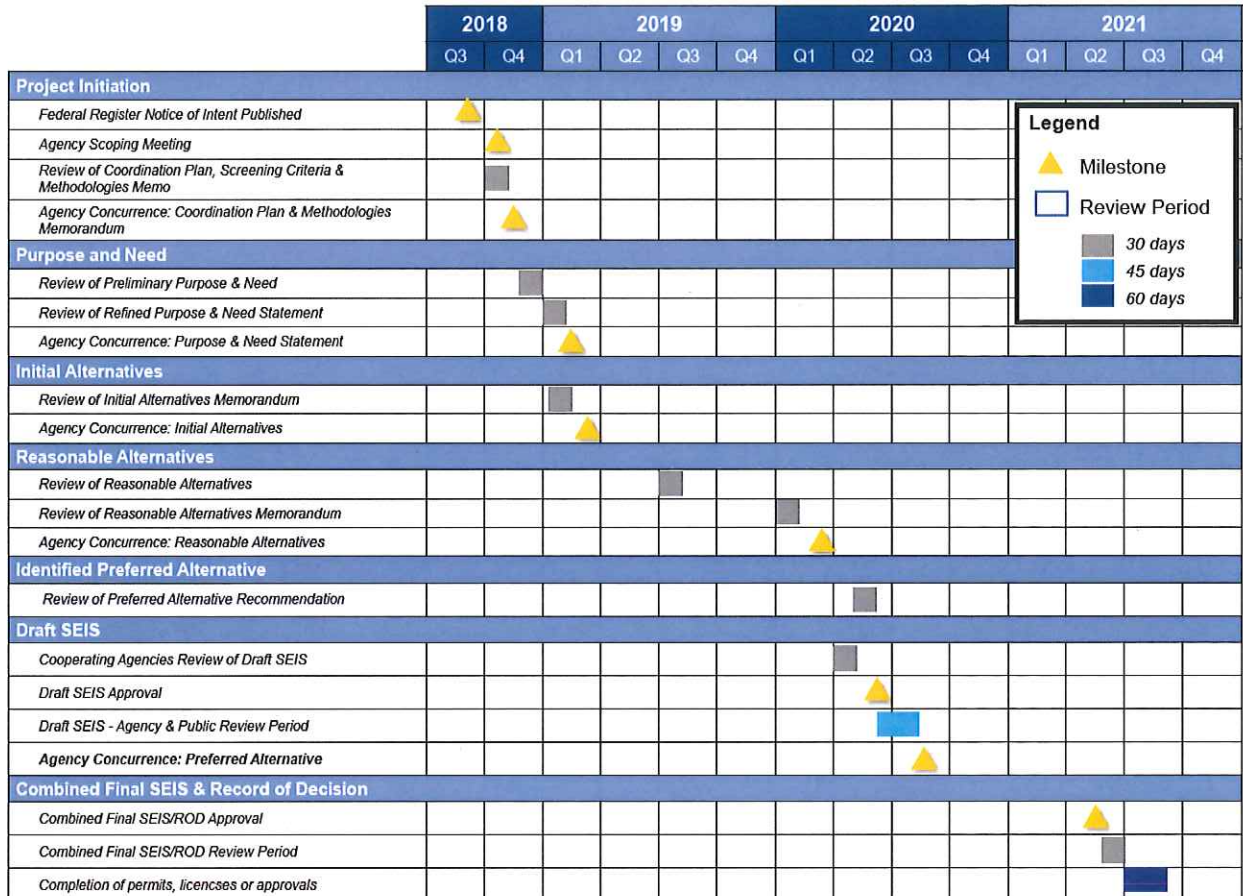 2018 2019 2020 2021
Q3 Q4 Q1 Q2 Q3 Q4 Q1 Q2 Q3 Q4 Q1 Q2 Q3 Q4
Project Initiation
Federal Register Notice of Intent Published
Agency Scoping Meeting
Review of Coordination Plan, Screening Criteria &
Methodologies Memo
Agency Concurrence: Coordination Plan & Methodologies
Memorandum
Purpose and Need
Review of Preliminary Purpose & Need
Review of Refined Purpose & Need Statement
Agency Concurrence: Purpose & Need Statement
Initial Alternatives
Review of Initial Alternatives Memorandum
Agency Concurrence: Initial Alternatives
Reasonable Alternatives
Review of Reasonable Alternatives
Review of Reasonable Alternatives Memorandum
Agency Concurrence: Reasonable Alternatives
Identified Preferred Alternative
Review of Preferred Alternative Recommendation
Draft SEIS
Cooperating Agencies Review of Draft SEIS
Draft SEIS Approval
Draft SEIS - Agency & Public Review Period
Agency Concurrence: Preferred Alternative
Combined Final SEIS & Record of Decision
Combined Final SEIS/ROD Approval
Combined Final SEIS/ROD Review Period
Completion of permits, licencses or approvals
Legend
Milestone
Review Period
30 days
45 days
60 days